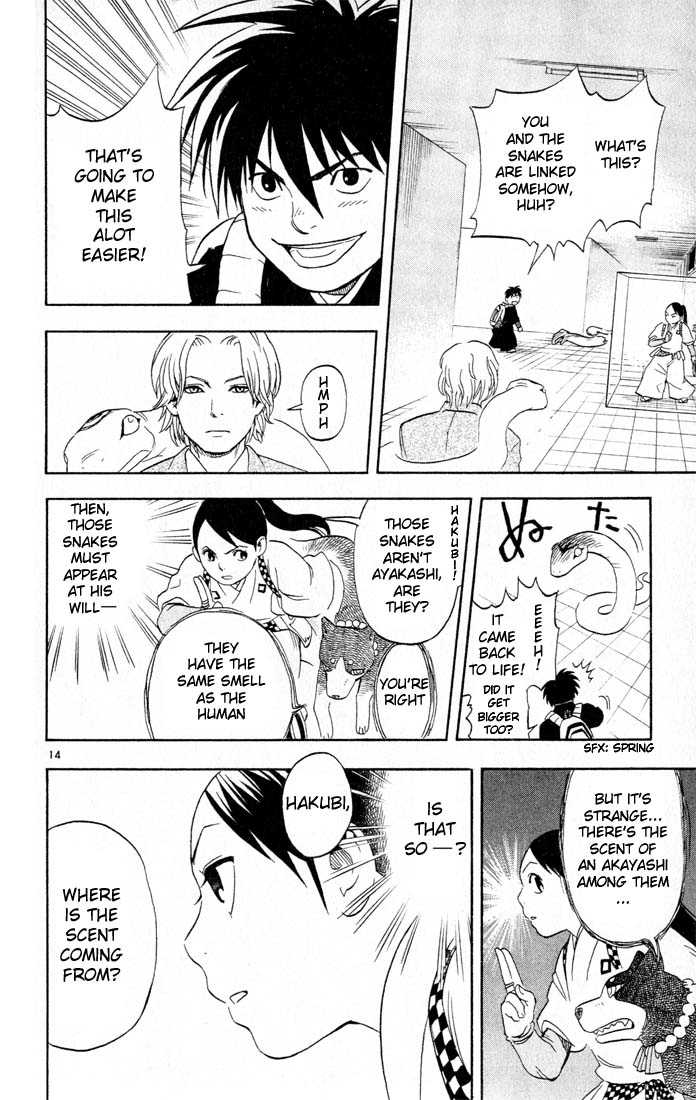 WHAT'S
THIS?
YOU
AND THE
SNAKES
ARE LINKED
SOMEHOW,
HUH?
THAT'S
GOING TO
MAKE
THIS
ALOT
EASIER!
HMPH
ぬた
EEEEH!
IT
CAME
BACK
TO LIFE!
DID IT
GET
BIGGER
TOO?
SFX: SPRING
HAKUBI!
THOSE
SNAKES
AREN'T
AYAKASHI,
ARE
THEY?
YOU'RE
RIGHT
THEY
HAVE THE
SAME SMELL
AS THE
HUMAN
THEN,
THOSE
SNAKES
MUST
APPEAR
AT HIS
WILL—
14
BUT IT'S
STRANGE...
THERE'S THE
SCENT OF
AN AKAYASHI
AMONG THEM
...
IS
THAT
SO —?
HAKUBI,
WHERE
IS THE
SCENT
COMING
FROM?